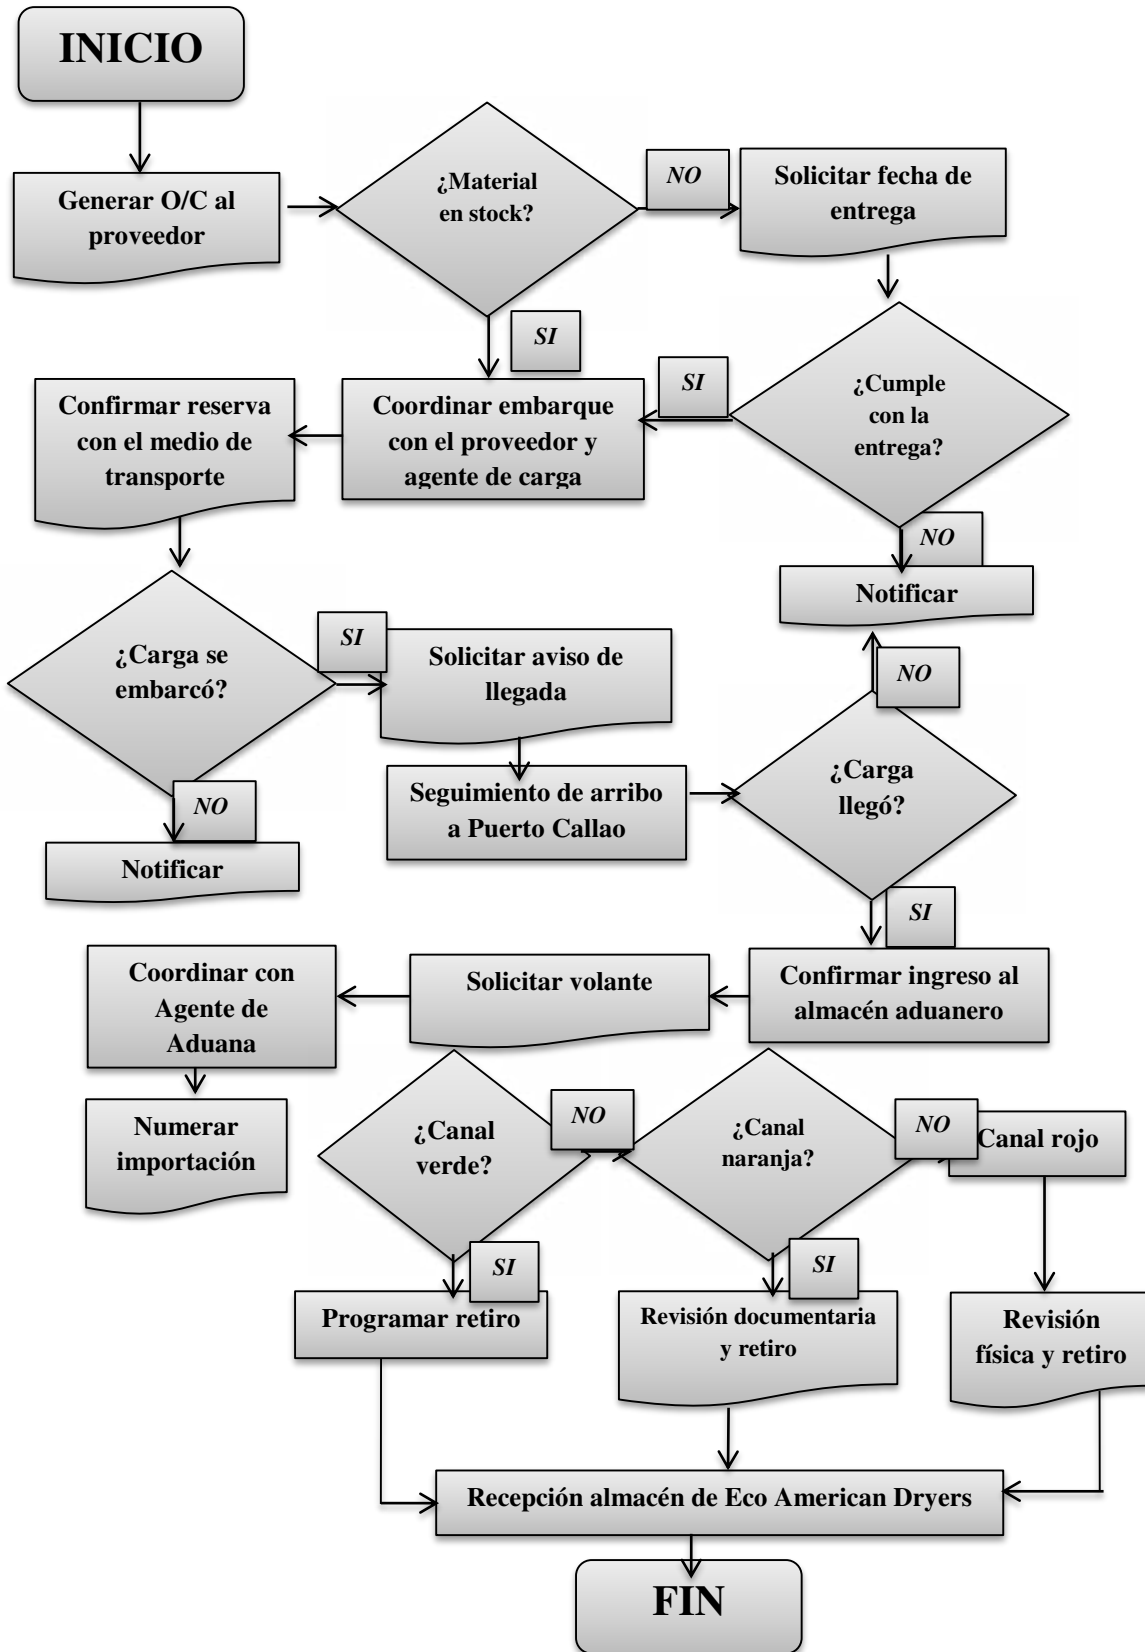 INICIO
Generar O/C al
proveedor
¿Material
en stock?
NO
Solicitar fecha de
entrega
SI
¿Cumple
con la
entrega?
SI
Coordinar embarque
con el proveedor y
agente de carga
Confirmar reserva
con el medio de
transporte
NO
Notificar
¿Carga se
embarcó?
SI
Solicitar aviso de
llegada
NO
Notificar
Seguimiento de arribo
a Puerto Callao
¿Carga
llegó?
NO
SI
Confirmar ingreso al
almacén aduanero
Solicitar volante
Coordinar con
Agente de
Aduana
Numerar
importación
¿Canal
verde?
NO
¿Canal
naranja?
NO
Canal rojo
SI
Programar retiro
SI
Revisión documentaria
y retiro
Revisión
física y retiro
Recepción almacén de Eco American Dryers
FIN